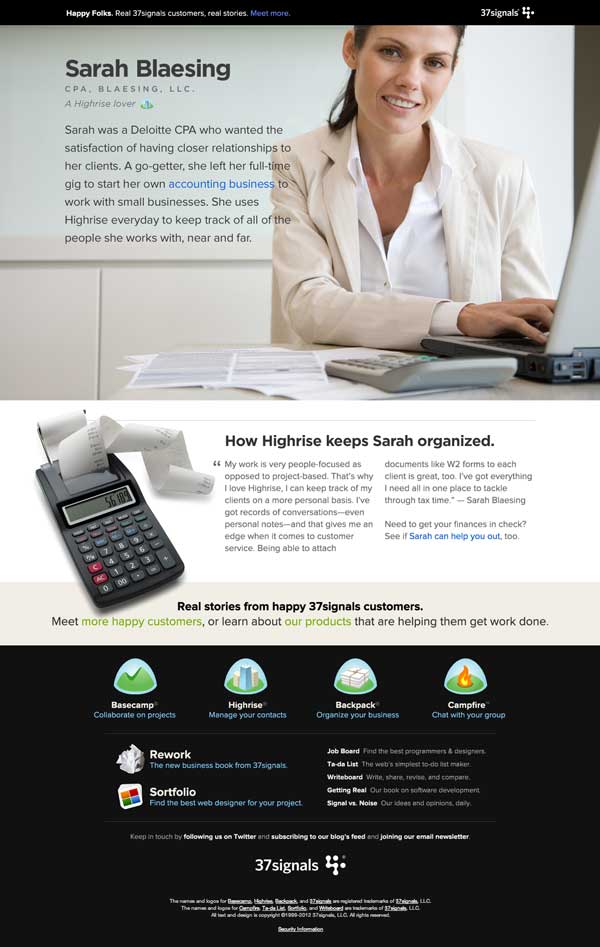 Happy Folks. Real 37signals customers, real stories. Meet more.
37signals
Sarah Blaesing
CPA, BLAESING, LLC.
A Highrise lover
Sarah was a Deloitte CPA who wanted the
satisfaction of having closer relationships to
her clients. A go-getter, she left her full-time
gig to start her own accounting business to
work with small businesses. She uses
Highrise everyday to keep track of all of the
people she works with, near and far.
How Highrise keeps Sarah organized.
“ My work is very people-focused as
opposed to project-based. That's why
I love Highrise, I can keep track of my
clients on a more personal basis. I've
got records of conversations—even
personal notes—and that gives me an
edge when it comes to customer
service. Being able to attach
documents like W2 forms to each
client is great, too. I've got everything
I need all in one place to tackle
through tax time.” — Sarah Blaesing
Need to get your finances in check?
See if Sarah can help you out, too.
Real stories from happy 37signals customers.
Meet more happy customers, or learn about our products that are helping them get work done.
Basecamp®
Collaborate on projects
Highrise®
Manage your contacts
Backpack®
Organize your business
Campfire™
Chat with your group
Rework
The new business book from 37signals.
Sortfolio
Find the best web designer for your project.
Job Board Find the best programmers & designers.
Ta-da List The web's simplest to-do list maker.
Writeboard Write, share, revise, and compare.
Getting Real Our book on software development.
Signal vs. Noise Our ideas and opinions, daily.
Keep in touch by following us on Twitter and subscribing to our blog's feed and joining our email newsletter.
37signals®
The names and logos for Basecamp, Highrise, Backpack, and 37signals are registered trademarks of 37signals, LLC.
The names and logos for Campfire, Ta-da List, Sortfolio, and Writeboard are trademarks of 37signals, LLC.
All text and design is copyright ©1999-2012 37signals, LLC. All rights reserved.
Security Information